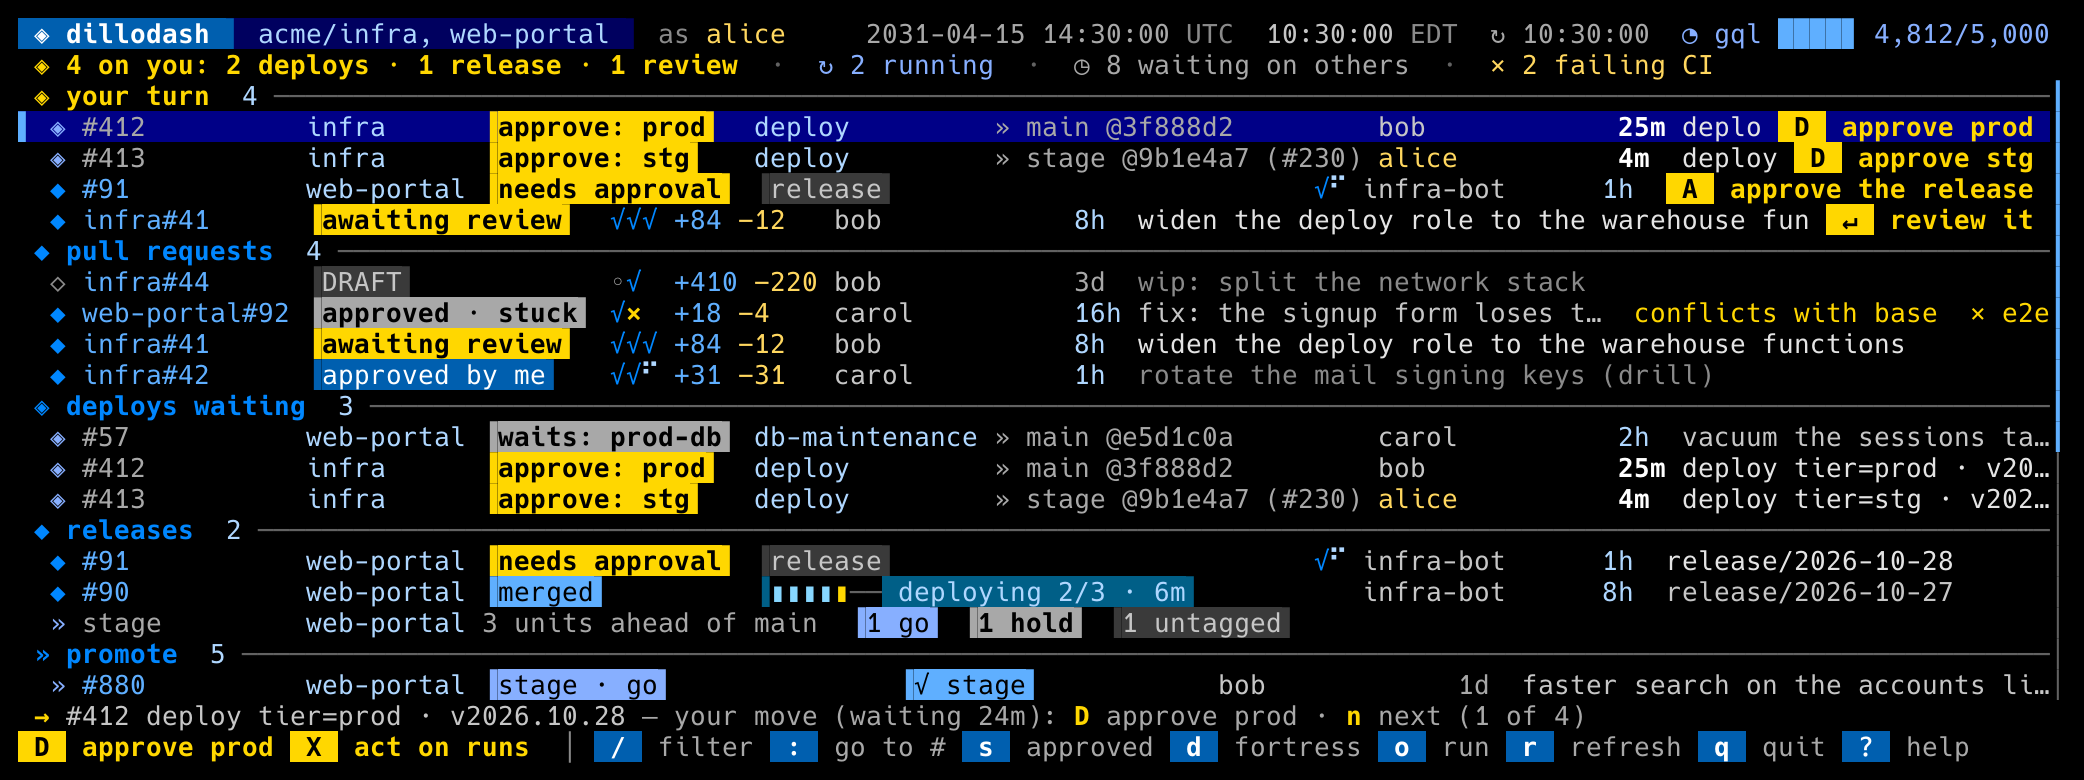 ◈ dillodash acme/infra, web-portal as alice 2031-04-15 14:30:00 UTC 10:30:00 EDT ↻ 10:30:00 ◔ gql █████ 4,812/5,000
◈ 4 on you: 2 deploys · 1 release · 1 review · ↻ 2 running · ◷ 8 waiting on others · × 2 failing CI
◈ your turn 4
◈ #412 infra approve: prod deploy » main @3f888d2 bob 25m deplo D approve prod
◈ #413 infra approve: stg deploy » stage @9b1e4a7 (#230) alice 4m deploy D approve stg
◆ #91 web-portal needs approval release √⠋ infra-bot 1h A approve the release
◆ infra#41 awaiting review √√√ +84 −12 bob 8h widen the deploy role to the warehouse fun ↵ review it
◆ pull requests 4
◇ infra#44 DRAFT ◦√ +410 −220 bob 3d wip: split the network stack
◆ web-portal#92 approved · stuck √× +18 −4 carol 16h fix: the signup form loses t… conflicts with base × e2e
◆ infra#41 awaiting review √√√ +84 −12 bob 8h widen the deploy role to the warehouse functions
◆ infra#42 approved by me √√⠋ +31 −31 carol 1h rotate the mail signing keys (drill)
◈ deploys waiting 3
◈ #57 web-portal waits: prod-db db-maintenance » main @e5d1c0a carol 2h vacuum the sessions ta…
◈ #412 infra approve: prod deploy » main @3f888d2 bob 25m deploy tier=prod · v20…
◈ #413 infra approve: stg deploy » stage @9b1e4a7 (#230) alice 4m deploy tier=stg · v202…
◆ releases 2
◆ #91 web-portal needs approval release √⠋ infra-bot 1h release/2026-10-28
◆ #90 web-portal merged ▮▮▮▮▮── deploying 2/3 · 6m infra-bot 8h release/2026-10-27
» stage web-portal 3 units ahead of main 1 go 1 hold 1 untagged
» promote 5
» #880 web-portal stage · go √ stage bob 1d faster search on the accounts li…
→ #412 deploy tier=prod · v2026.10.28 — your move (waiting 24m): D approve prod · n next (1 of 4)
D approve prod X act on runs │ / filter : go to # s approved d fortress o run r refresh q quit ? help